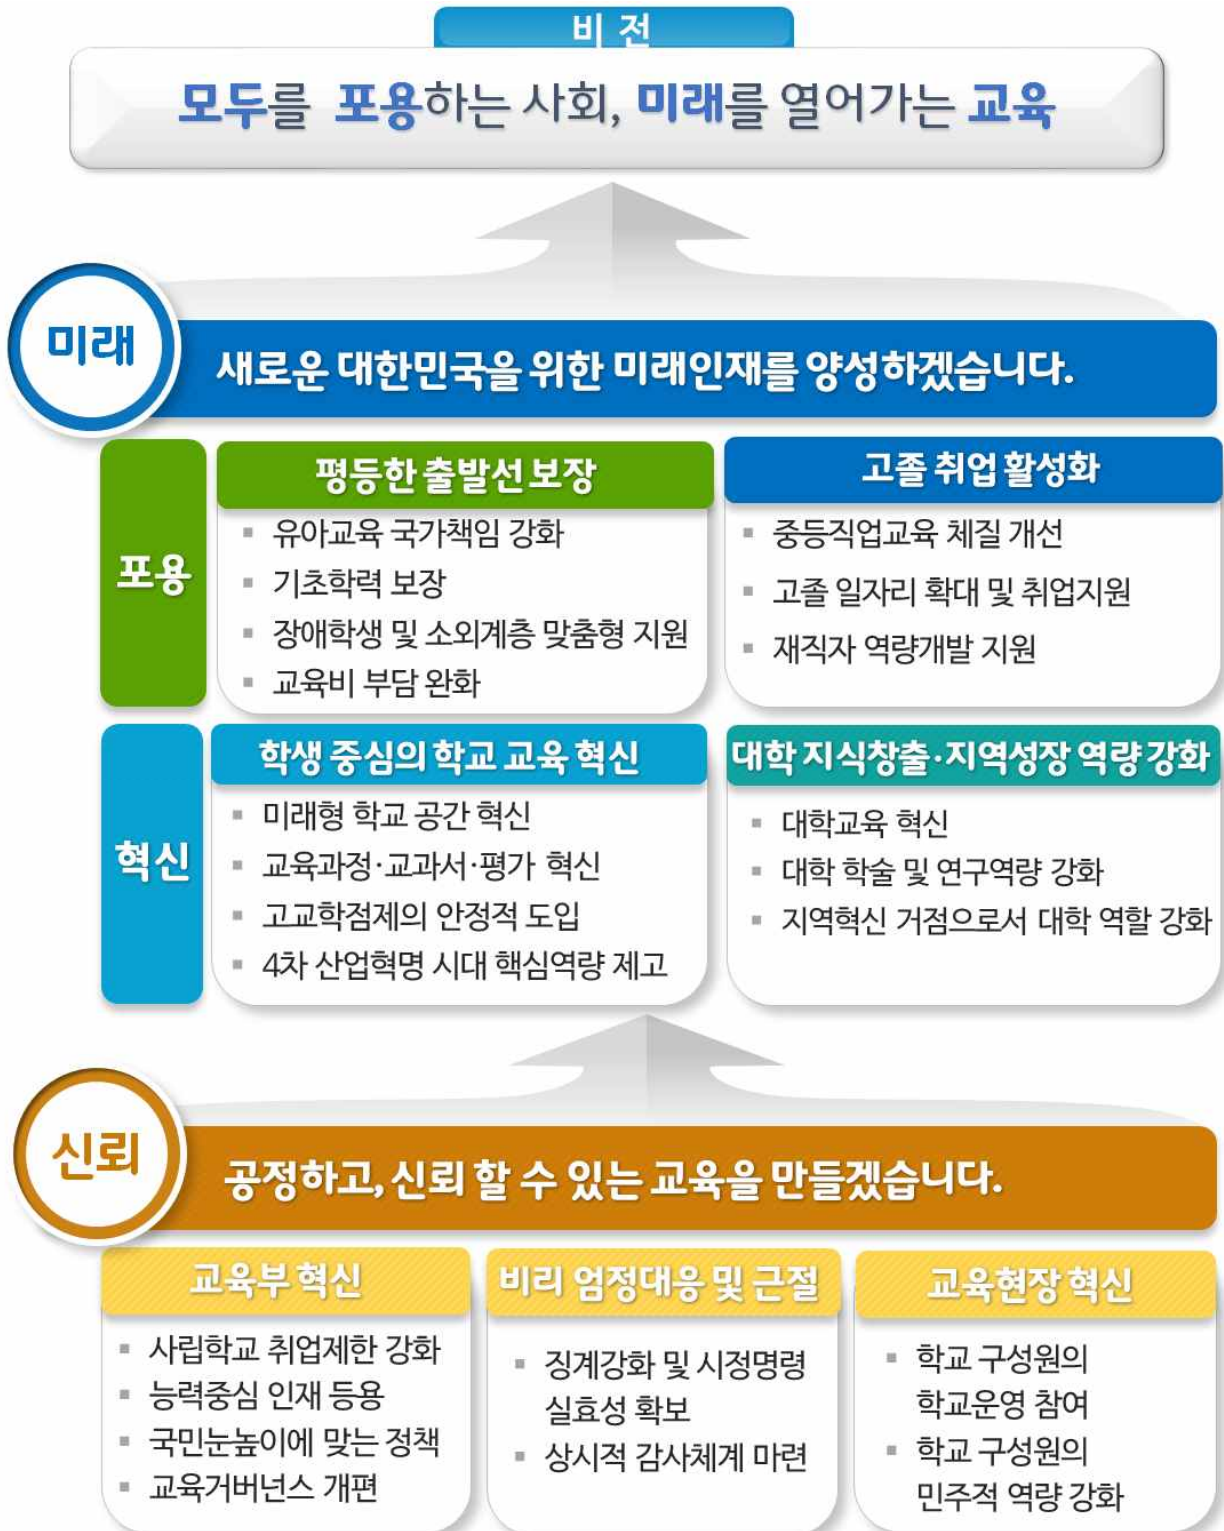 비 전
모두를 포용하는 사회, 미래를 열어가는 교육
미래
새로운 대한민국을 위한 미래인재를 양성하겠습니다.
포용
평등한 출발선 보장
▪ 유아교육 국가책임 강화
▪ 기초학력 보장
▪ 장애학생 및 소외계층 맞춤형 지원
▪ 교육비 부담 완화
고졸 취업 활성화
▪ 중등직업교육 체질 개선
▪ 고졸 일자리 확대 및 취업지원
▪ 재직자 역량개발 지원
혁신
학생 중심의 학교 교육 혁신
▪ 미래형 학교 공간 혁신
▪ 교육과정·교과서·평가 혁신
▪ 고교학점제의 안정적 도입
▪ 4차 산업혁명 시대 핵심역량 제고
대학 지식창출·지역성장 역량 강화
▪ 대학교육 혁신
▪ 대학 학술 및 연구역량 강화
▪ 지역혁신 거점으로서 대학 역할 강화
신뢰
공정하고, 신뢰 할 수 있는 교육을 만들겠습니다.
교육부 혁신
▪ 사립학교 취업제한 강화
▪ 능력중심 인재 등용
▪ 국민눈높이에 맞는 정책
▪ 교육거버넌스 개편
비리 엄정대응 및 근절
▪ 징계강화 및 시정명령
실효성 확보
▪ 상시적 감사체계 마련
교육현장 혁신
▪ 학교 구성원의
학교운영 참여
▪ 학교 구성원의
민주적 역량 강화